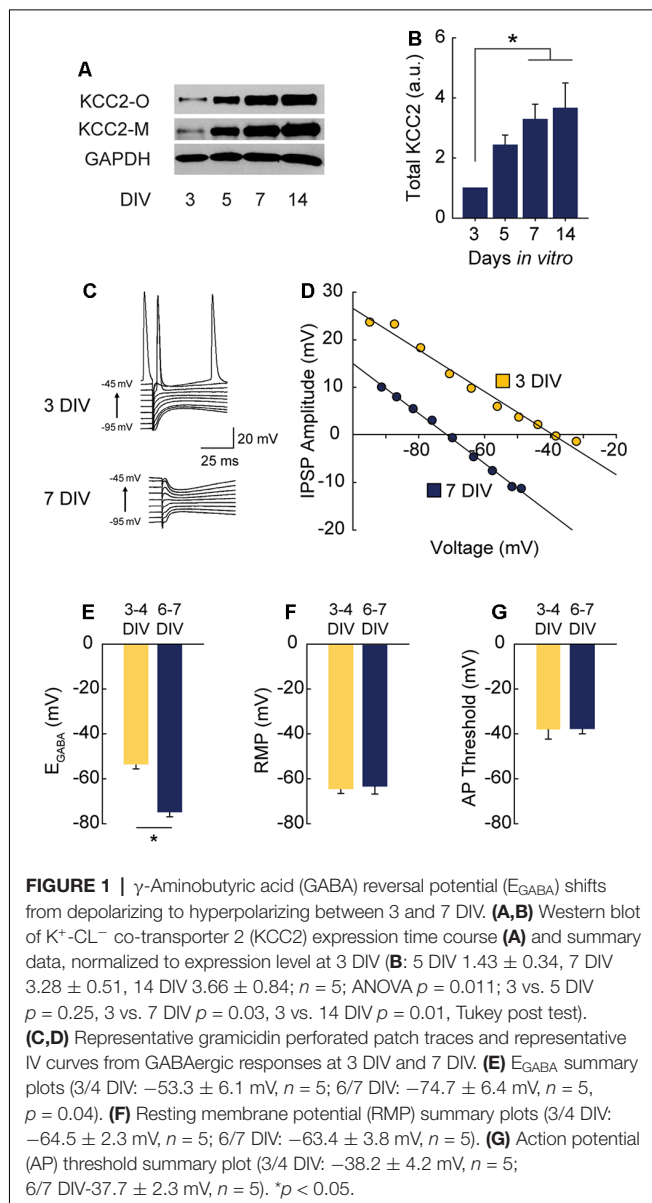 A
KCC2-O
KCC2-M
GAPDH
DIV 3 5 7 14
B
*
Total KCC2 (a.u.)
6
4
2
0
3 5 7 14
Days in vitro
C
3 DIV
-45 mV
-95 mV
20 mV
25 ms
7 DIV
-45 mV
-95 mV
D
IPSP Amplitude (mV)
30
20
10
0
-10
-20
-80 -60 -40 -20
3 DIV
7 DIV
Voltage (mV)
E
3-4 DIV
6-7 DIV
0
-20
-40
-60
-80
EGABA (mV)
*
F
3-4 DIV
6-7 DIV
0
-20
-40
-60
-80
RMP (mV)
G
3-4 DIV
6-7 DIV
0
-20
-40
-60
-80
AP Threshold (mV)
FIGURE 1 | γ-Aminobutyric acid (GABA) reversal potential (EGABA) shifts
from depolarizing to hyperpolarizing between 3 and 7 DIV. (A,B) Western blot
of K+-CL− co-transporter 2 (KCC2) expression time course (A) and summary
data, normalized to expression level at 3 DIV (B: 5 DIV 1.43 ± 0.34, 7 DIV
3.28 ± 0.51, 14 DIV 3.66 ± 0.84; n = 5; ANOVA p = 0.011; 3 vs. 5 DIV
p = 0.25, 3 vs. 7 DIV p = 0.03, 3 vs. 14 DIV p = 0.01, Tukey post test).
(C,D) Representative gramicidin perforated patch traces and representative
IV curves from GABAergic responses at 3 DIV and 7 DIV. (E) EGABA summary
plots (3/4 DIV: −53.3 ± 6.1 mV, n = 5; 6/7 DIV: −74.7 ± 6.4 mV, n = 5,
p = 0.04). (F) Resting membrane potential (RMP) summary plots (3/4 DIV:
−64.5 ± 2.3 mV, n = 5; 6/7 DIV: −63.4 ± 3.8 mV, n = 5). (G) Action potential
(AP) threshold summary plot (3/4 DIV: −38.2 ± 4.2 mV, n = 5;
6/7 DIV-37.7 ± 2.3 mV, n = 5). *p < 0.05.